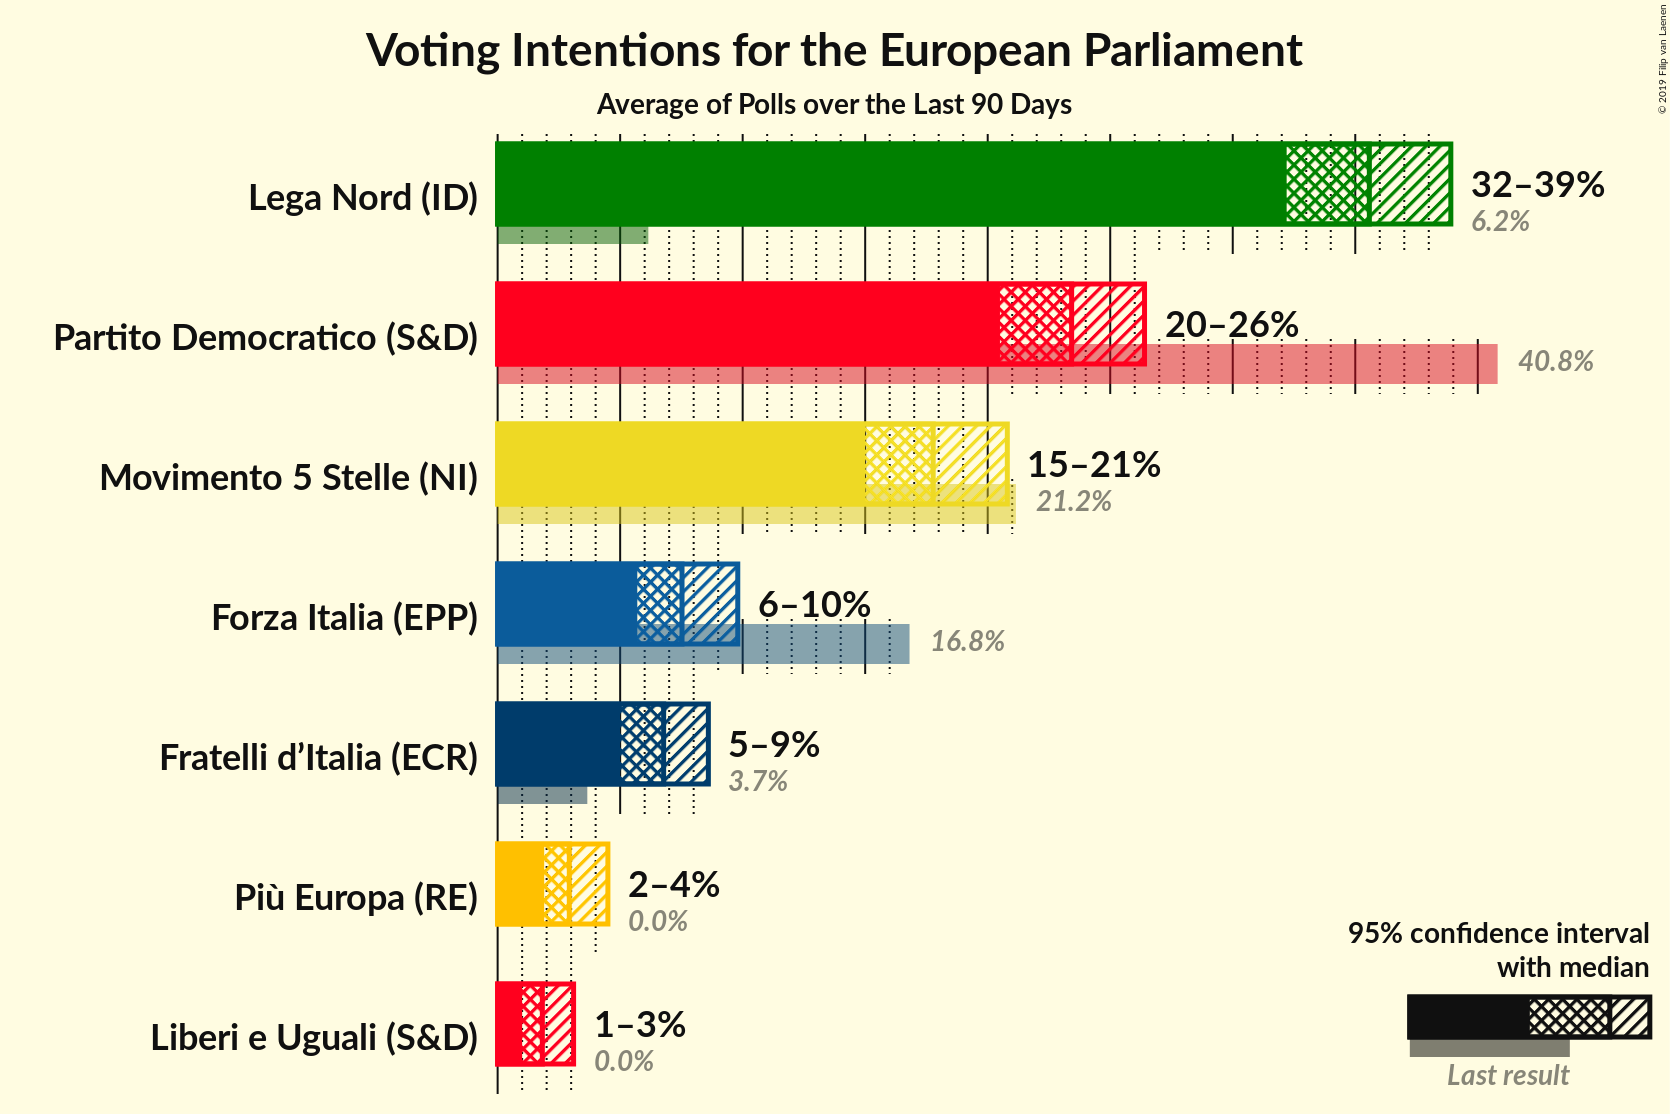 Voting Intentions for the European Parliament
Average of Polls over the Last 90 Days
© 2019 Filip van Laenen
Lega Nord (ID)
32–39%
6.2%
Partito Democratico (S&D)
20–26%
40.8%
Movimento 5 Stelle (NI)
15–21%
21.2%
Forza Italia (EPP)
6–10%
16.8%
Fratelli d’Italia (ECR)
5–9%
3.7%
Più Europa (RE)
2–4%
0.0%
Liberi e Uguali (S&D)
1–3%
0.0%
95% confidence interval
with median
Last result